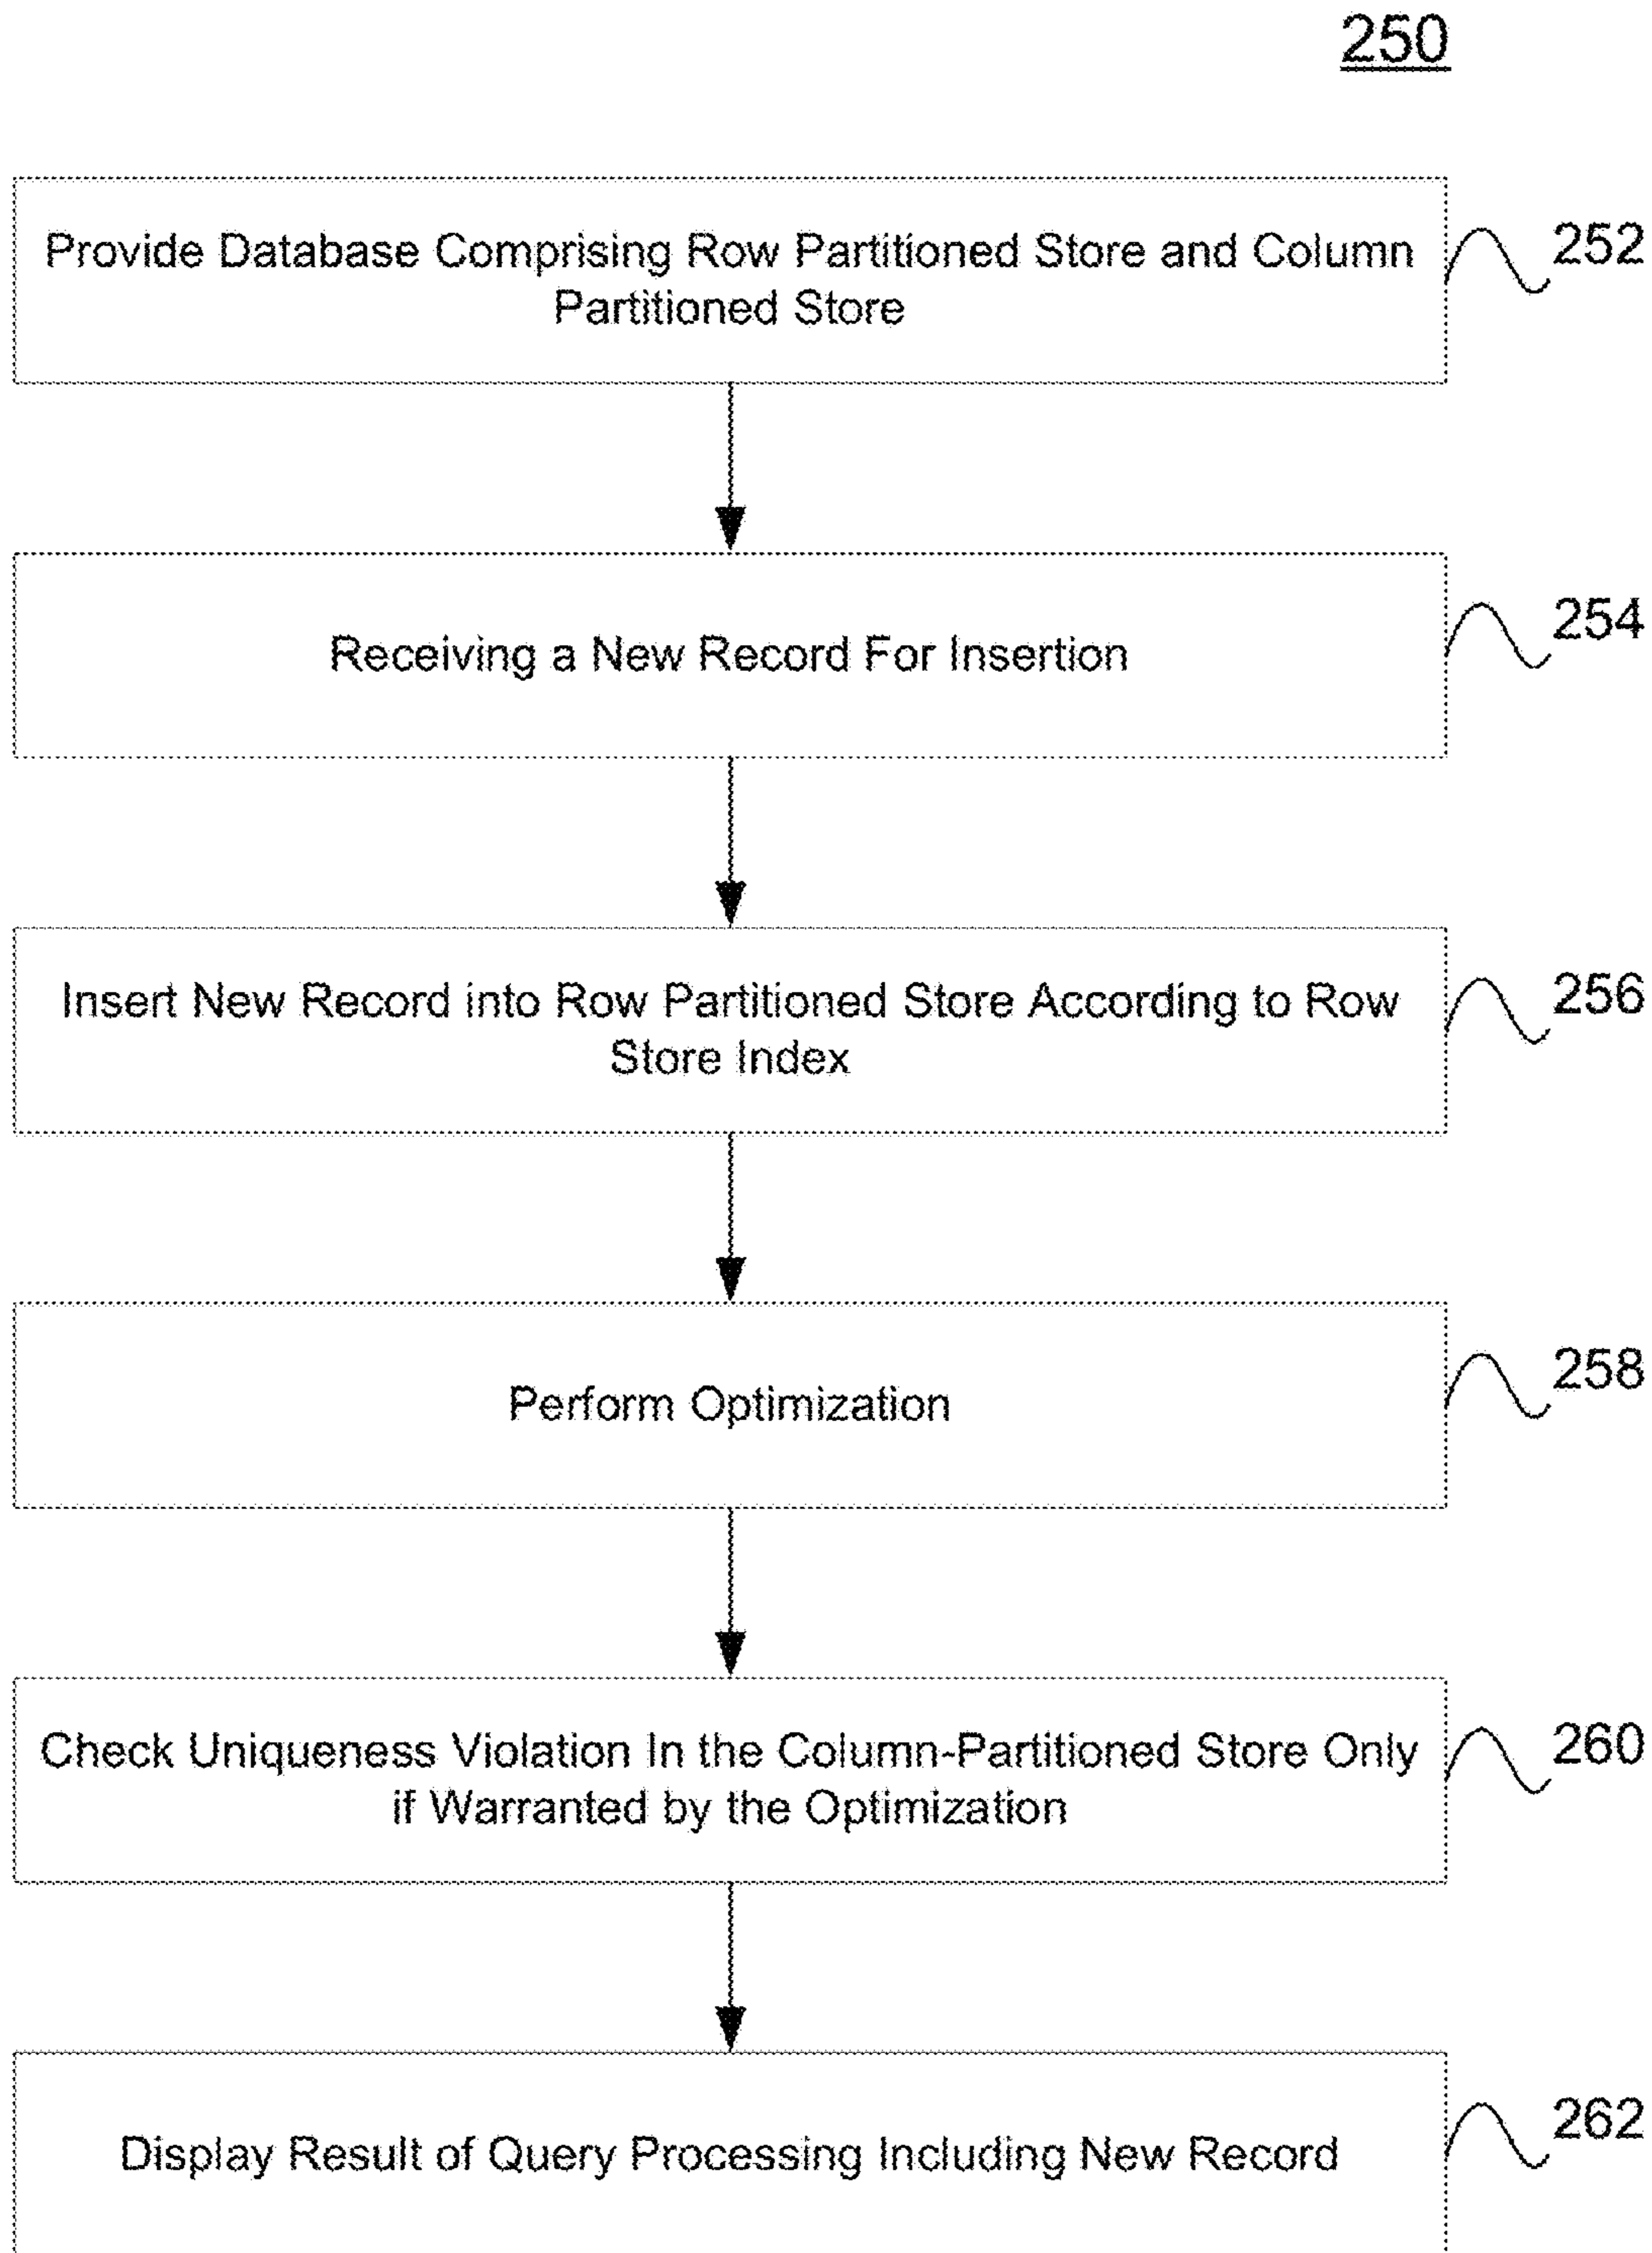 250
Provide Database Comprising Row Partitioned Store and Column
Partitioned Store
252
Receiving a New Record For Insertion
254
Insert New Record into Row Partitioned Store According to Row
Store Index
256
Perform Optimization
258
Check Uniqueness Violation In the Column-Partitioned Store Only
if Warranted by the Optimization
260
Display Result of Query Processing Including New Record
262